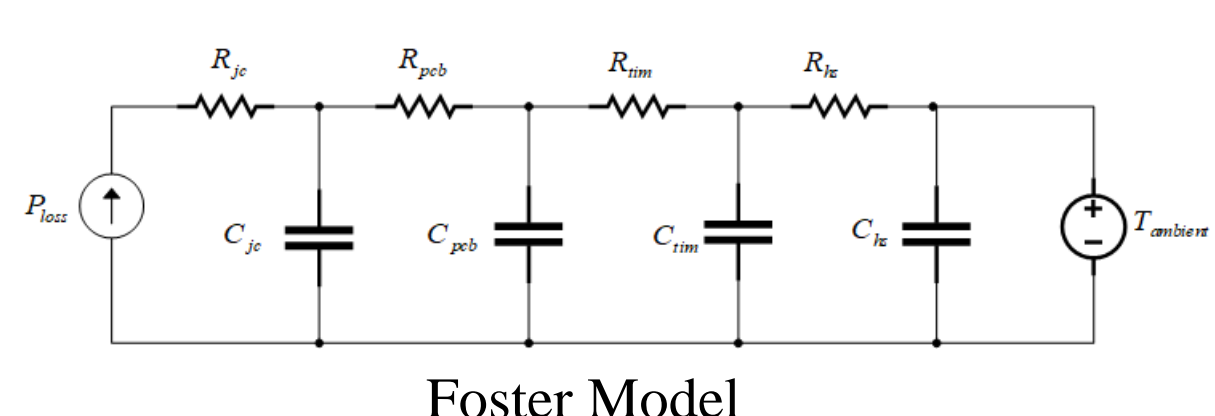 R_jc R_pcb R_tim R_hs
P_loss C_jc C_pcb C_tim C_hs + − T_ambient
Foster Model